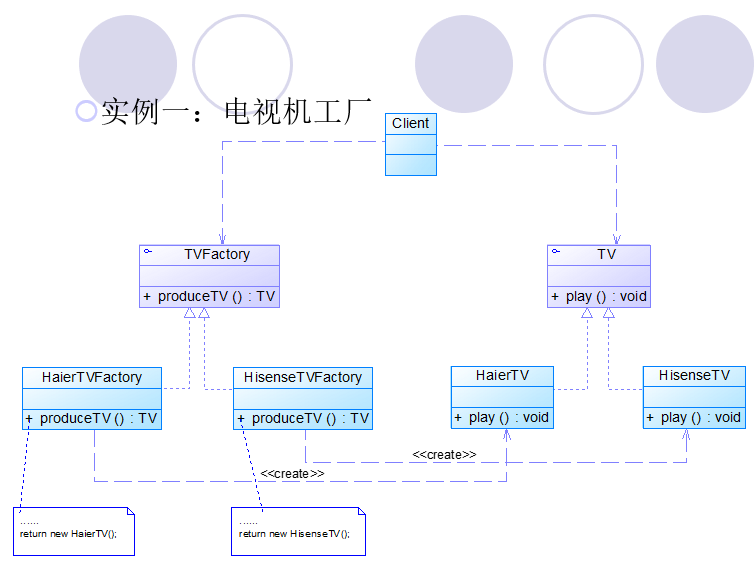 实例一：电视机工厂
Client
TVFactory
+ produceTV () : TV
TV
+ play () : void
HaierTVFactory
+ produceTV () : TV
HisenseTVFactory
+ produceTV () : TV
HaierTV
+ play () : void
HisenseTV
+ play () : void
<<create>>
<<create>>
......
return new HaierTV();
......
return new HisenseTV();